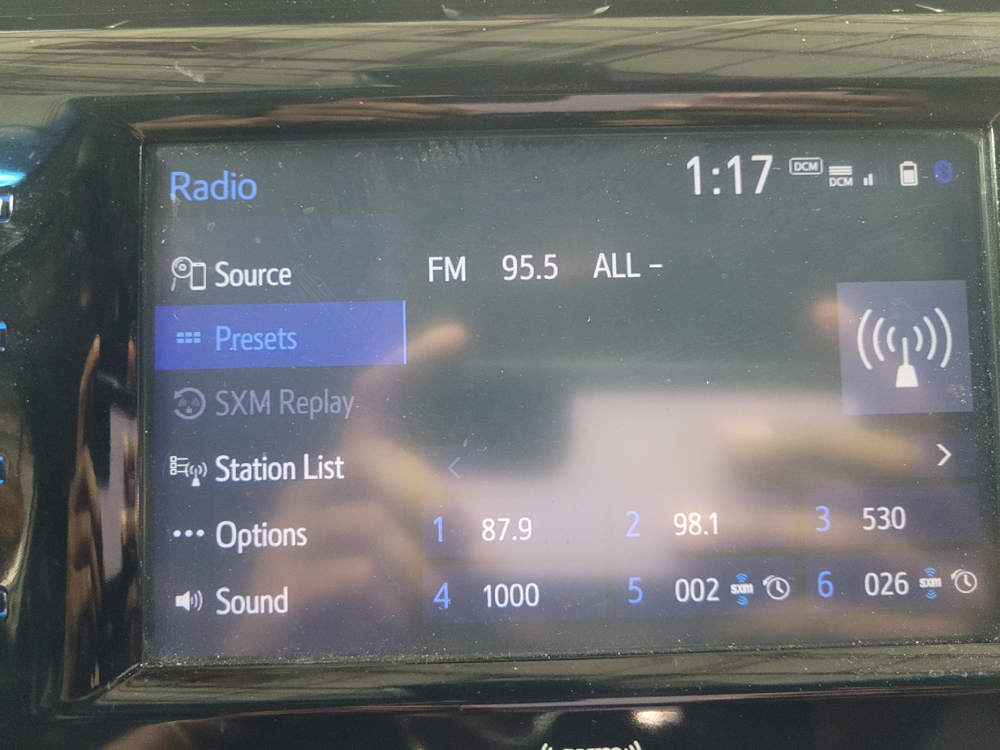 Radio
1:17 DCM DCM
Source
FM 95.5 ALL –
Presets
SXM Replay
Station List
Options
1 87.9 2 98.1 3 530
Sound
4 1000 5 002 sxm 6 026 sxm